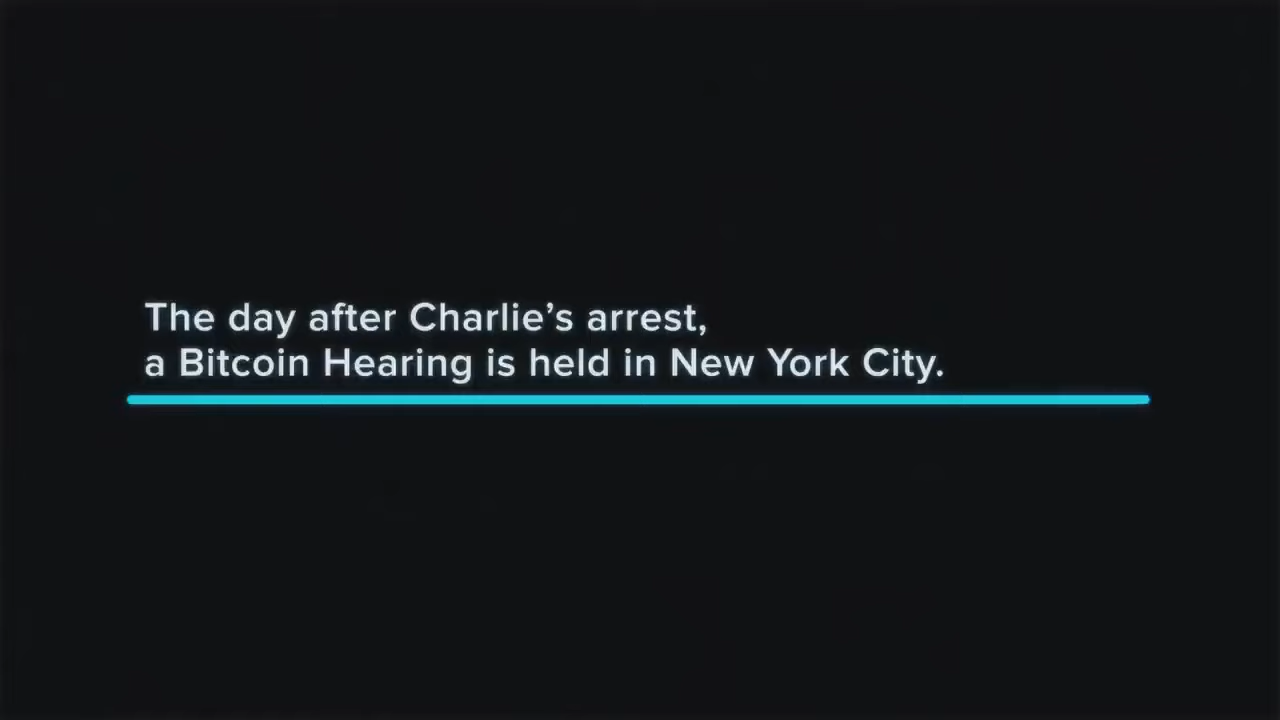 The day after Charlie’s arrest,
a Bitcoin Hearing is held in New York City.